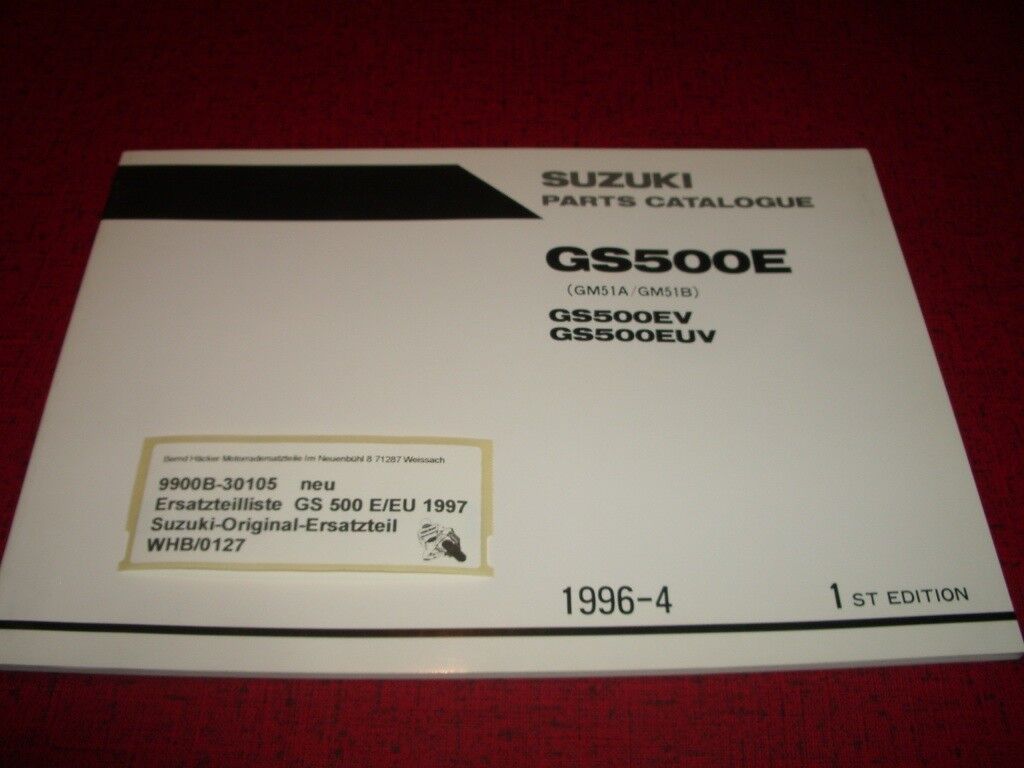 SUZUKI
PARTS CATALOGUE
GS500E
(GM51A/GM51B)
GS500EV
GS500EUV
Bernd Häcker Motorradersatzteile Im Neuenbühl 8 71287 Weissach
9900B-30105 neu
Ersatzteilliste GS 500 E/EU 1997
Suzuki-Original-Ersatzteil
WHB/0127
1996-4
1 ST EDITION